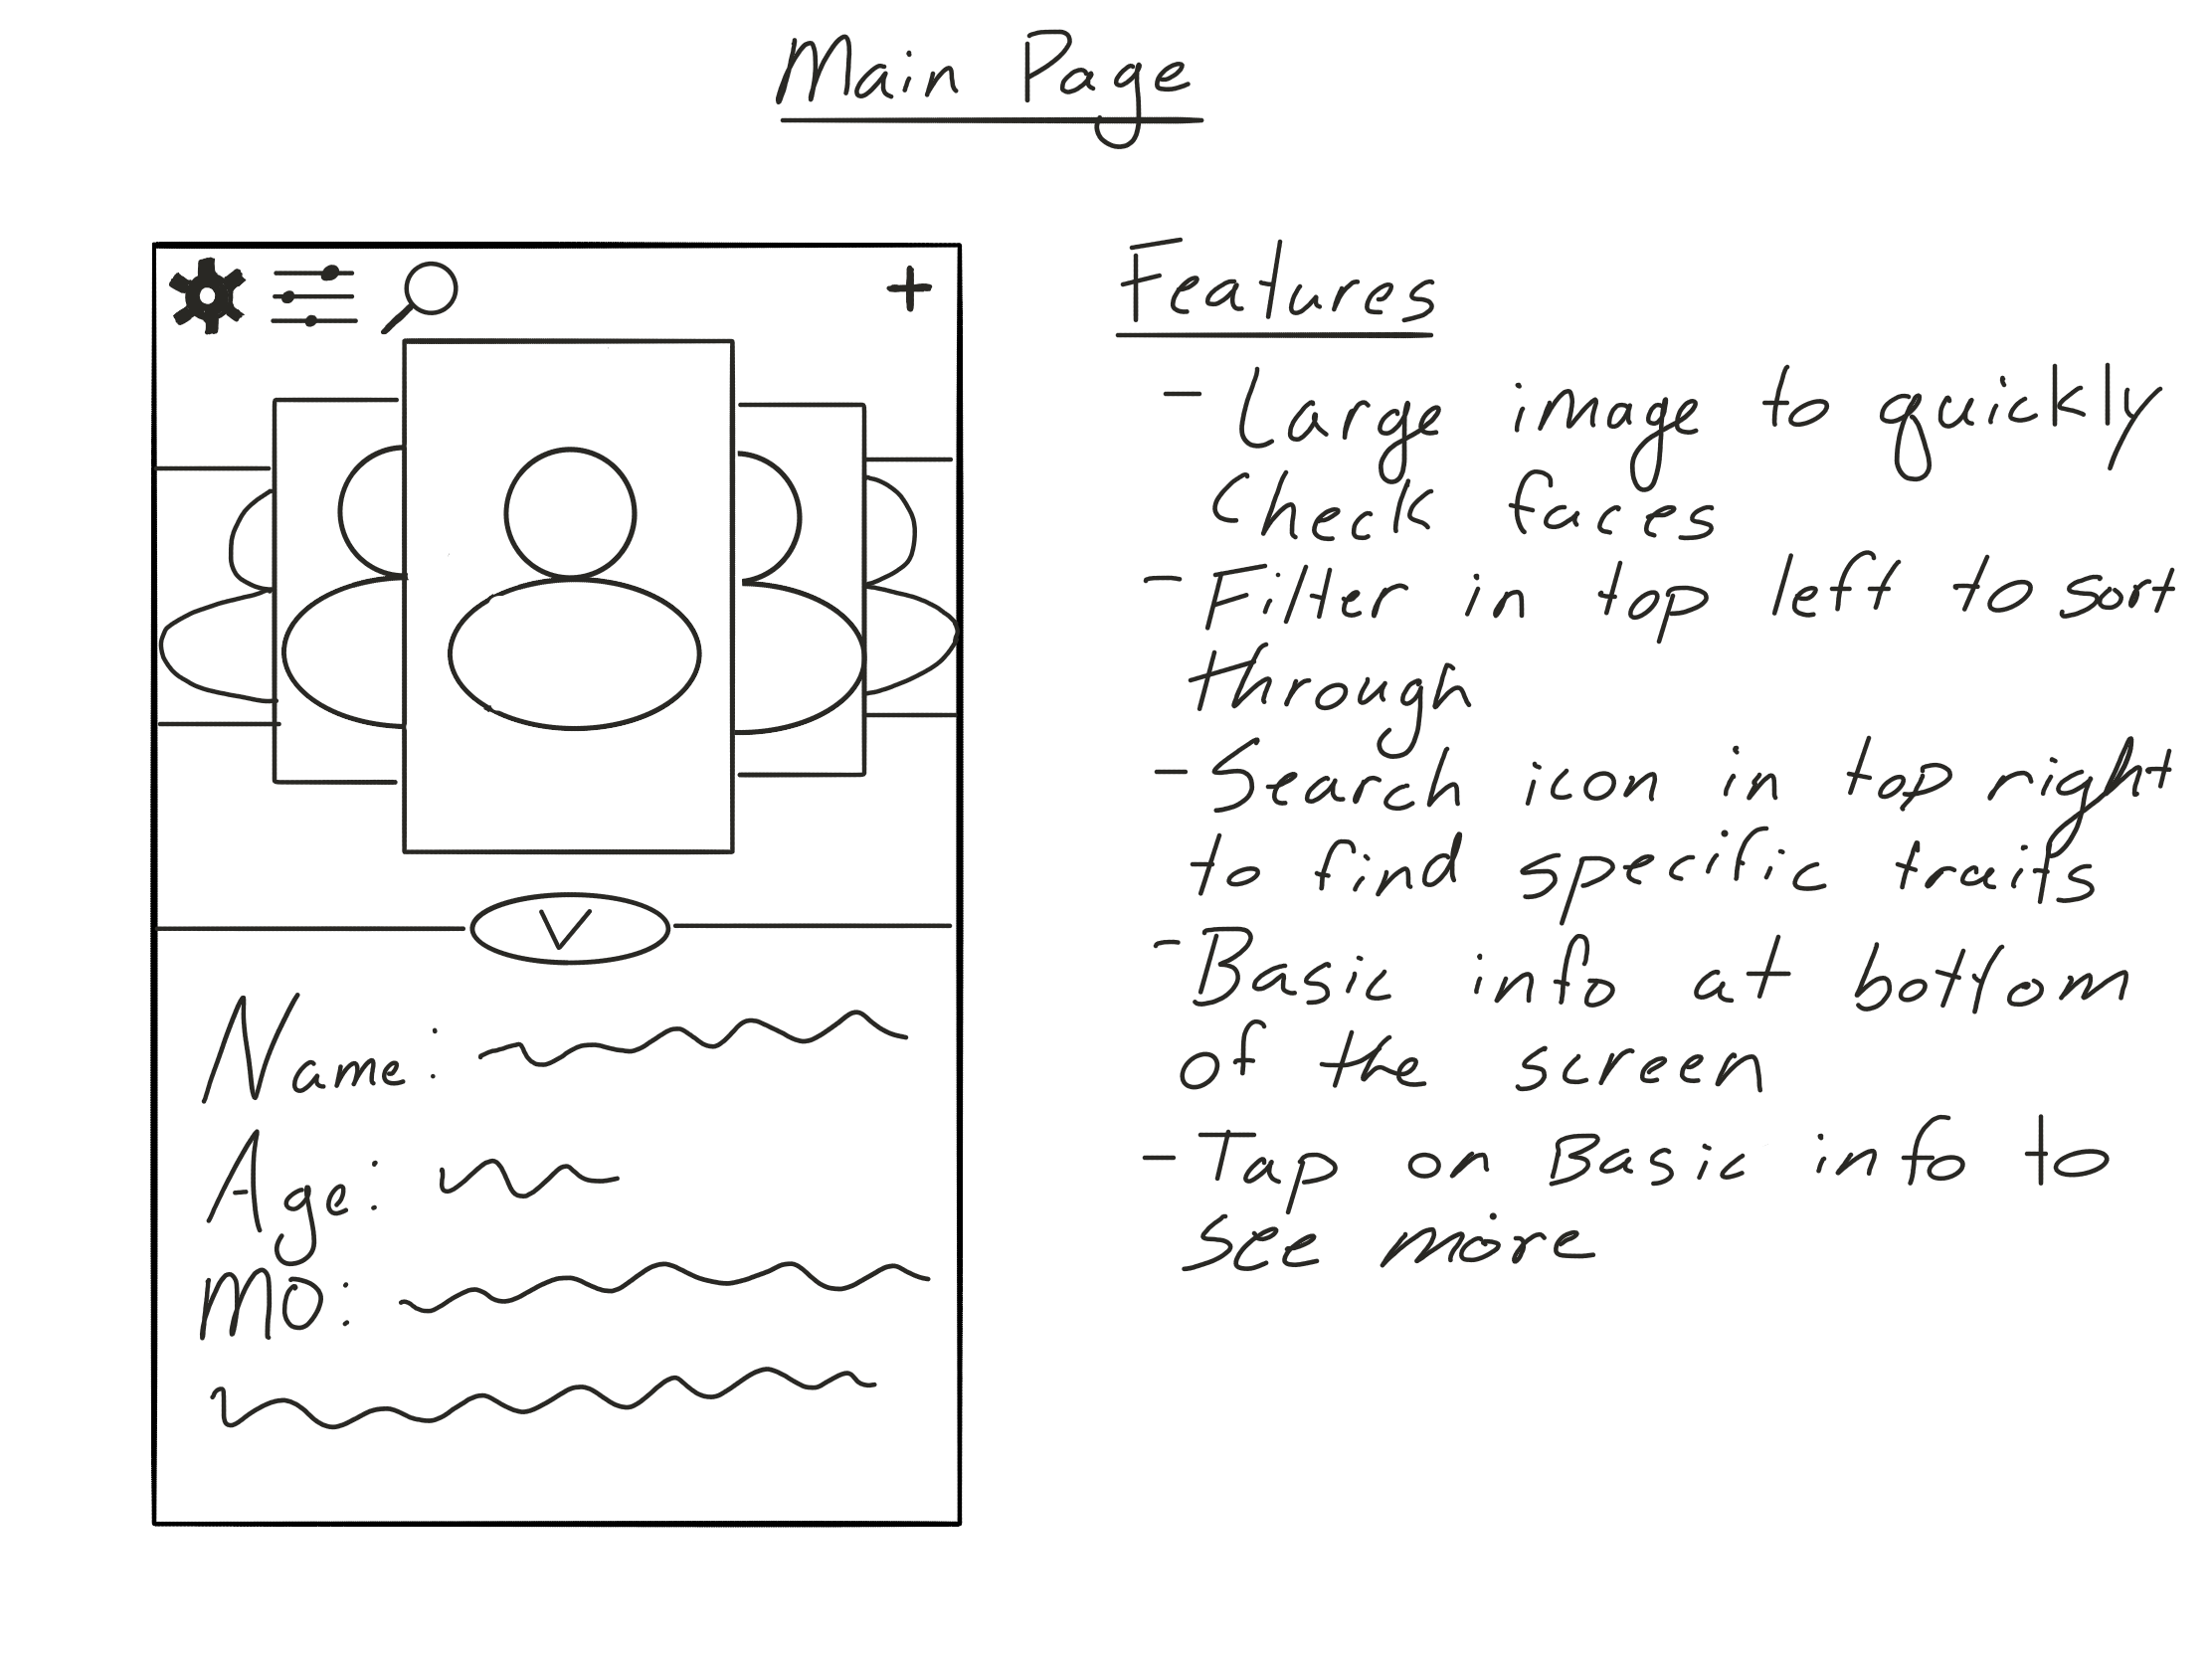 Main Page
Features
- Large image to quickly
Check faces
- Filter in top left to sort
through
- Search icon in top right
to find specific traits
- Basic info at bottom
of the screen
- Tap on Basic info to
see more
Name:
Age:
MO: